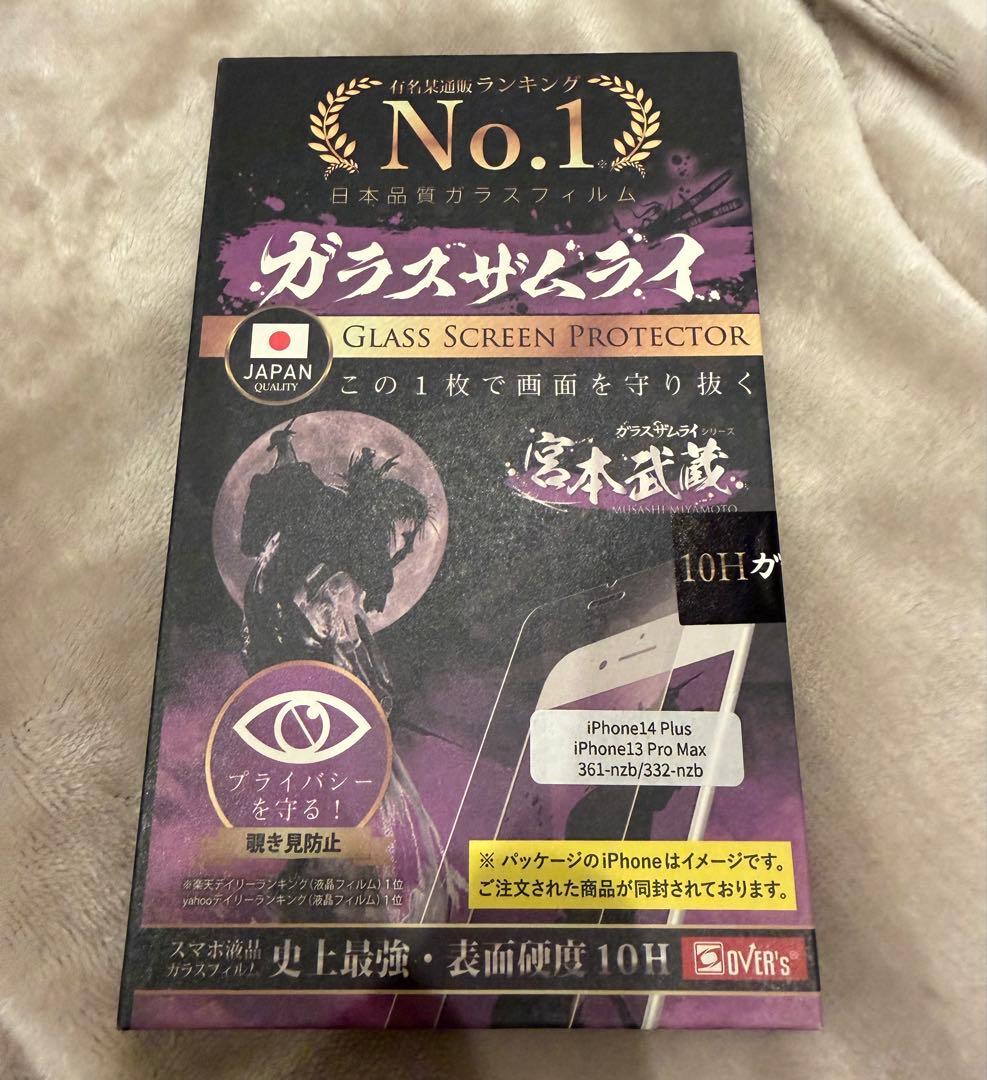 有名某通販ランキング
No.1※
日本品質ガラスフィルム
ガラスザムライ
GLASS SCREEN PROTECTOR
JAPAN
QUALITY
この1枚で画面を守り抜く
ガラスザムライシリーズ
宮本武蔵
MUSASHI MIYAMOTO
10Hガ
iPhone14 Plus
iPhone13 Pro Max
361-nzb/332-nzb
プライバシー
を守る!
覗き見防止
※ パッケージのiPhoneはイメージです。
ご注文された商品が同封されております。
※楽天デイリーランキング(液晶フィルム)1位
yahooデイリーランキング(液晶フィルム)1位
スマホ液晶
ガラスフィルム
史上最強・表面硬度10H
OVER's®